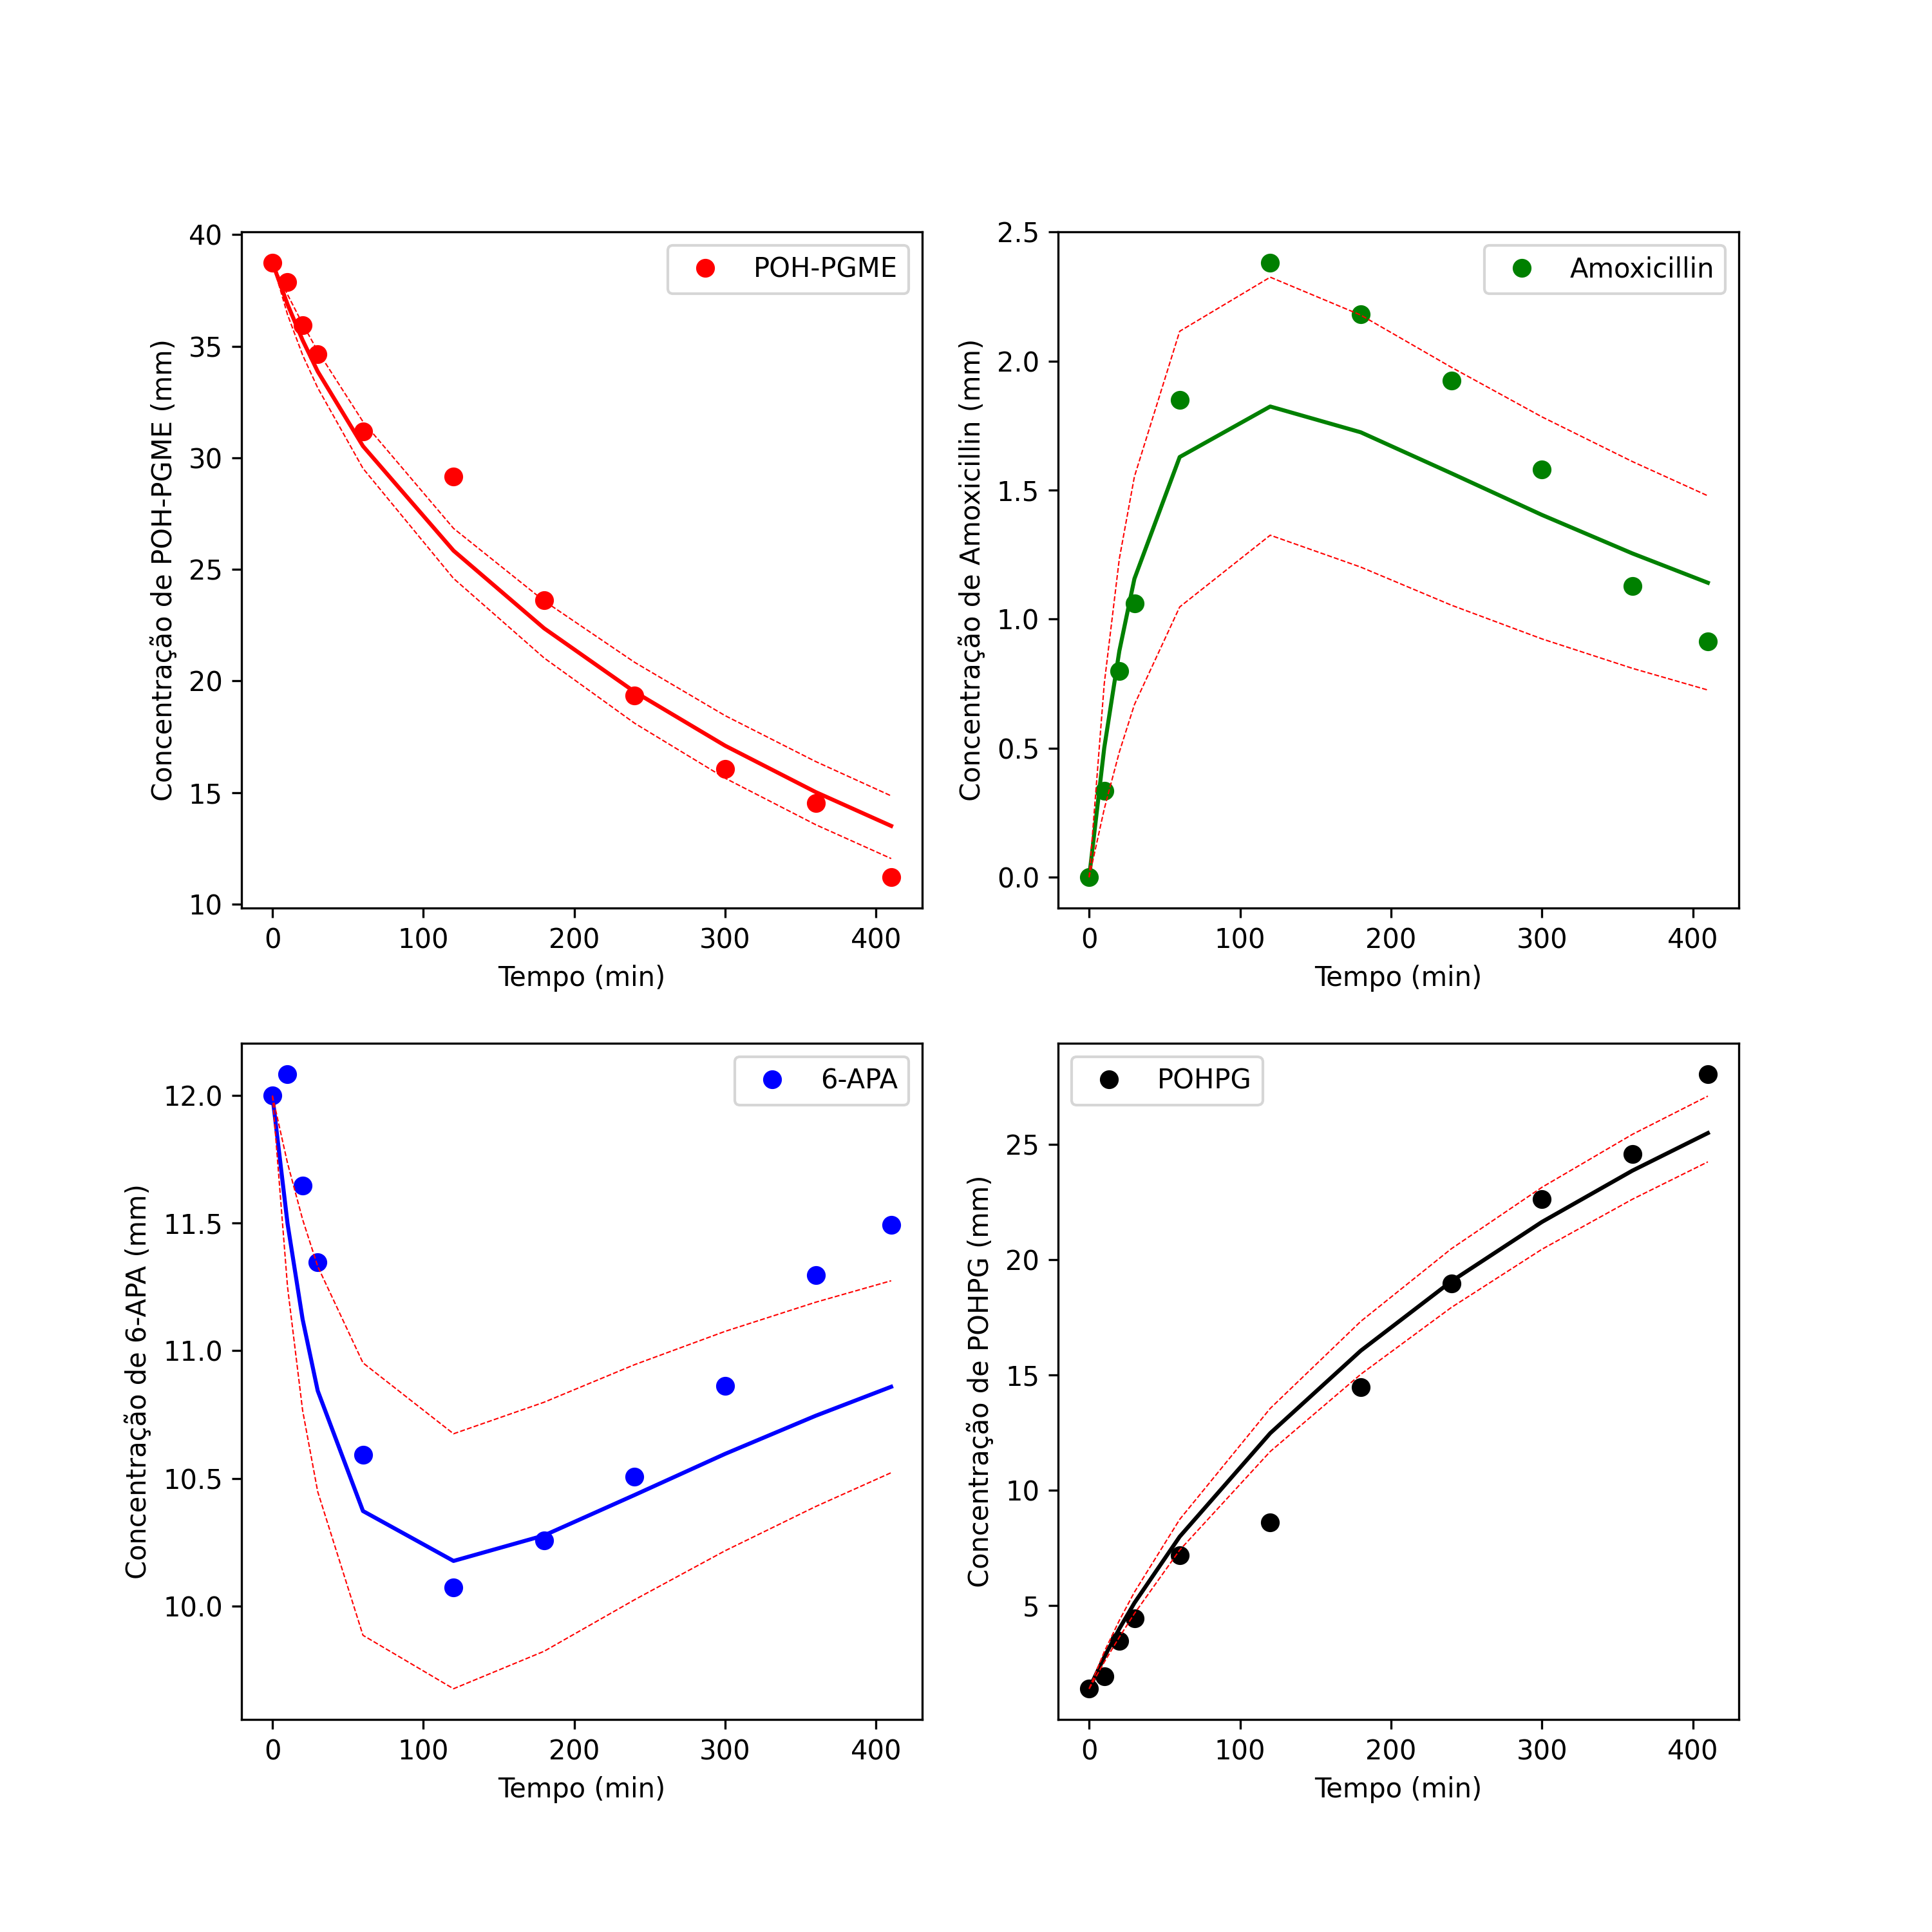 40
35
30
25
20
15
10
Concentração de POH-PGME (mm)
POH-PGME
0 100 200 300 400
Tempo (min)
2.5
2.0
1.5
1.0
0.5
0.0
Concentração de Amoxicillin (mm)
Amoxicillin
0 100 200 300 400
Tempo (min)
12.0
11.5
11.0
10.5
10.0
Concentração de 6-APA (mm)
6-APA
0 100 200 300 400
Tempo (min)
25
20
15
10
5
Concentração de POHPG (mm)
POHPG
0 100 200 300 400
Tempo (min)